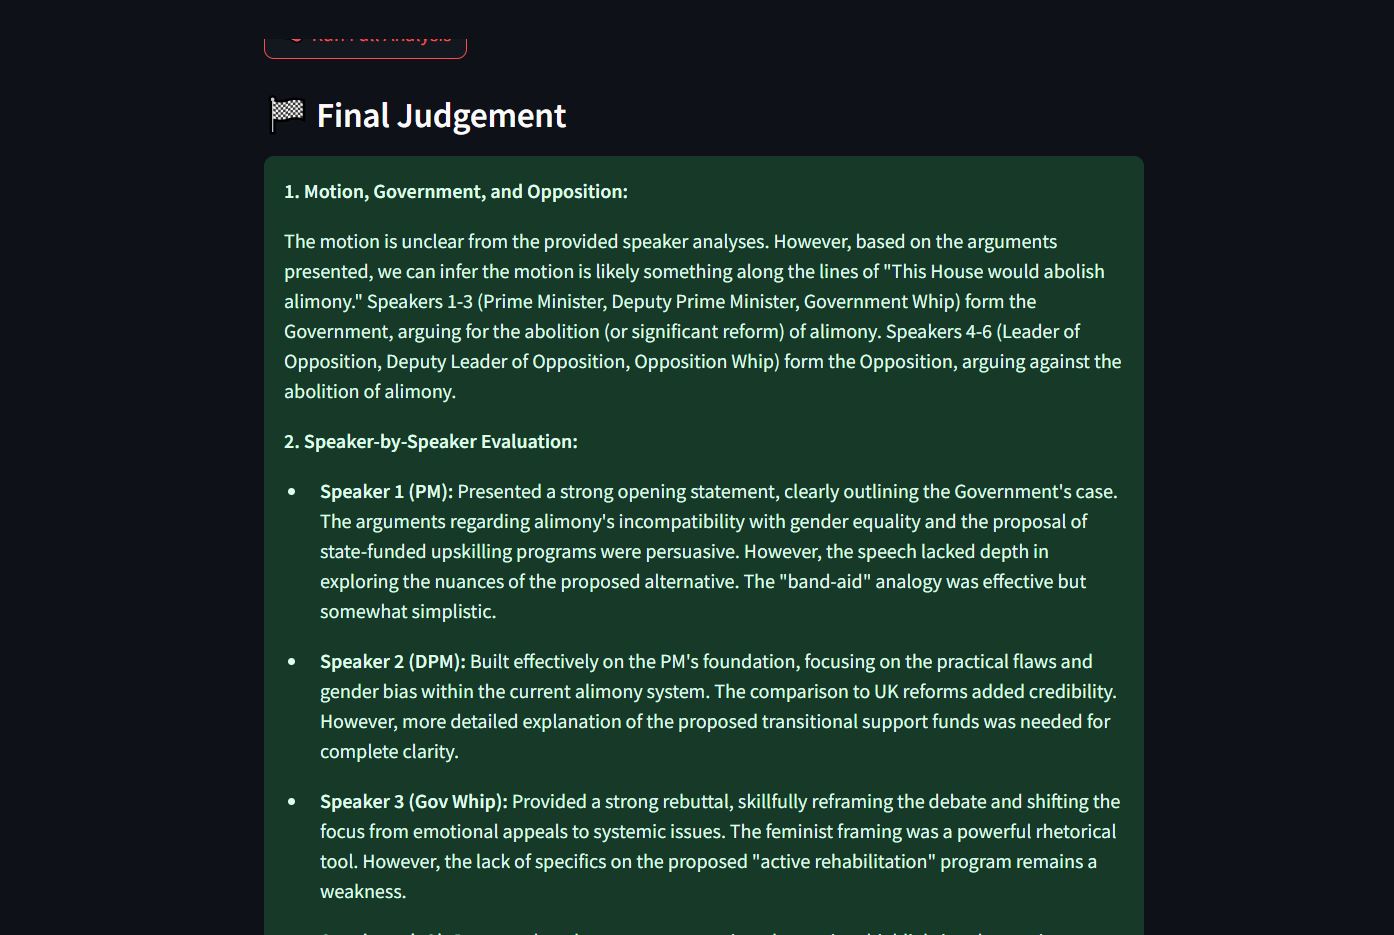 Run Full Analysis
Final Judgement
1. Motion, Government, and Opposition:
The motion is unclear from the provided speaker analyses. However, based on the arguments
presented, we can infer the motion is likely something along the lines of "This House would abolish
alimony." Speakers 1-3 (Prime Minister, Deputy Prime Minister, Government Whip) form the
Government, arguing for the abolition (or significant reform) of alimony. Speakers 4-6 (Leader of
Opposition, Deputy Leader of Opposition, Opposition Whip) form the Opposition, arguing against the
abolition of alimony.
2. Speaker-by-Speaker Evaluation:
• Speaker 1 (PM): Presented a strong opening statement, clearly outlining the Government's case.
The arguments regarding alimony's incompatibility with gender equality and the proposal of
state-funded upskilling programs were persuasive. However, the speech lacked depth in
exploring the nuances of the proposed alternative. The "band-aid" analogy was effective but
somewhat simplistic.
• Speaker 2 (DPM): Built effectively on the PM's foundation, focusing on the practical flaws and
gender bias within the current alimony system. The comparison to UK reforms added credibility.
However, more detailed explanation of the proposed transitional support funds was needed for
complete clarity.
• Speaker 3 (Gov Whip): Provided a strong rebuttal, skillfully reframing the debate and shifting the
focus from emotional appeals to systemic issues. The feminist framing was a powerful rhetorical
tool. However, the lack of specifics on the proposed "active rehabilitation" program remains a
weakness.